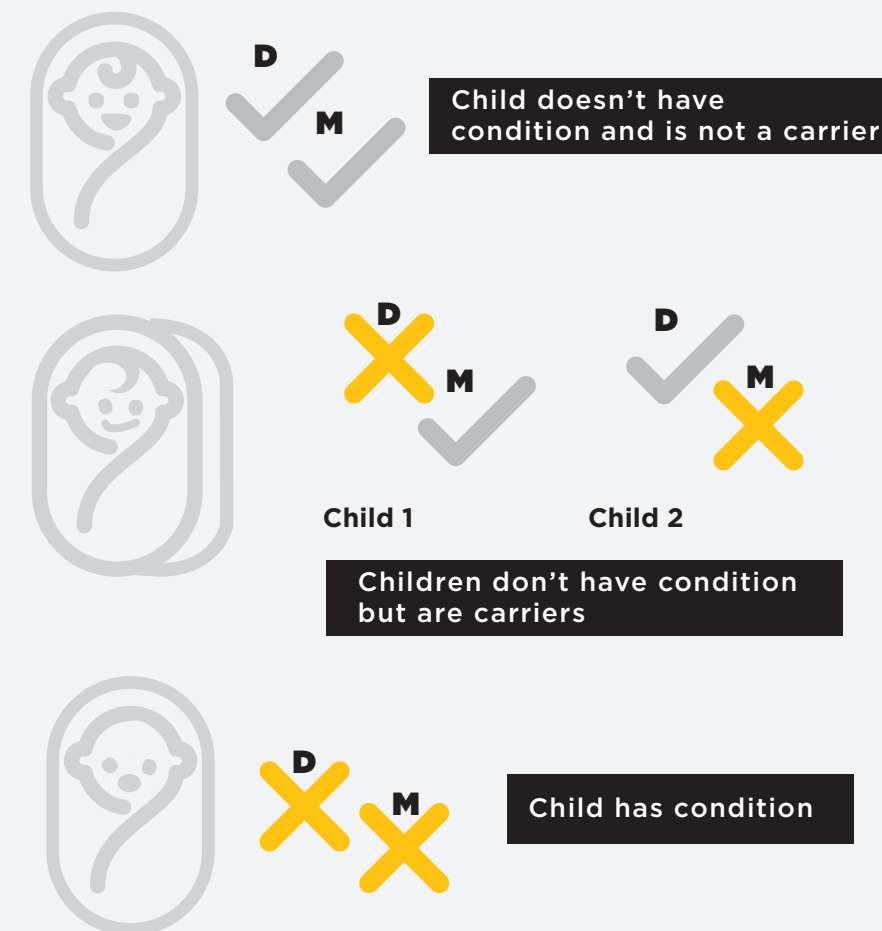 D
M
Child doesn't have
condition and is not a carrier
D
M
D
M
Child 1
Child 2
Children don't have condition
but are carriers
D
M
Child has condition